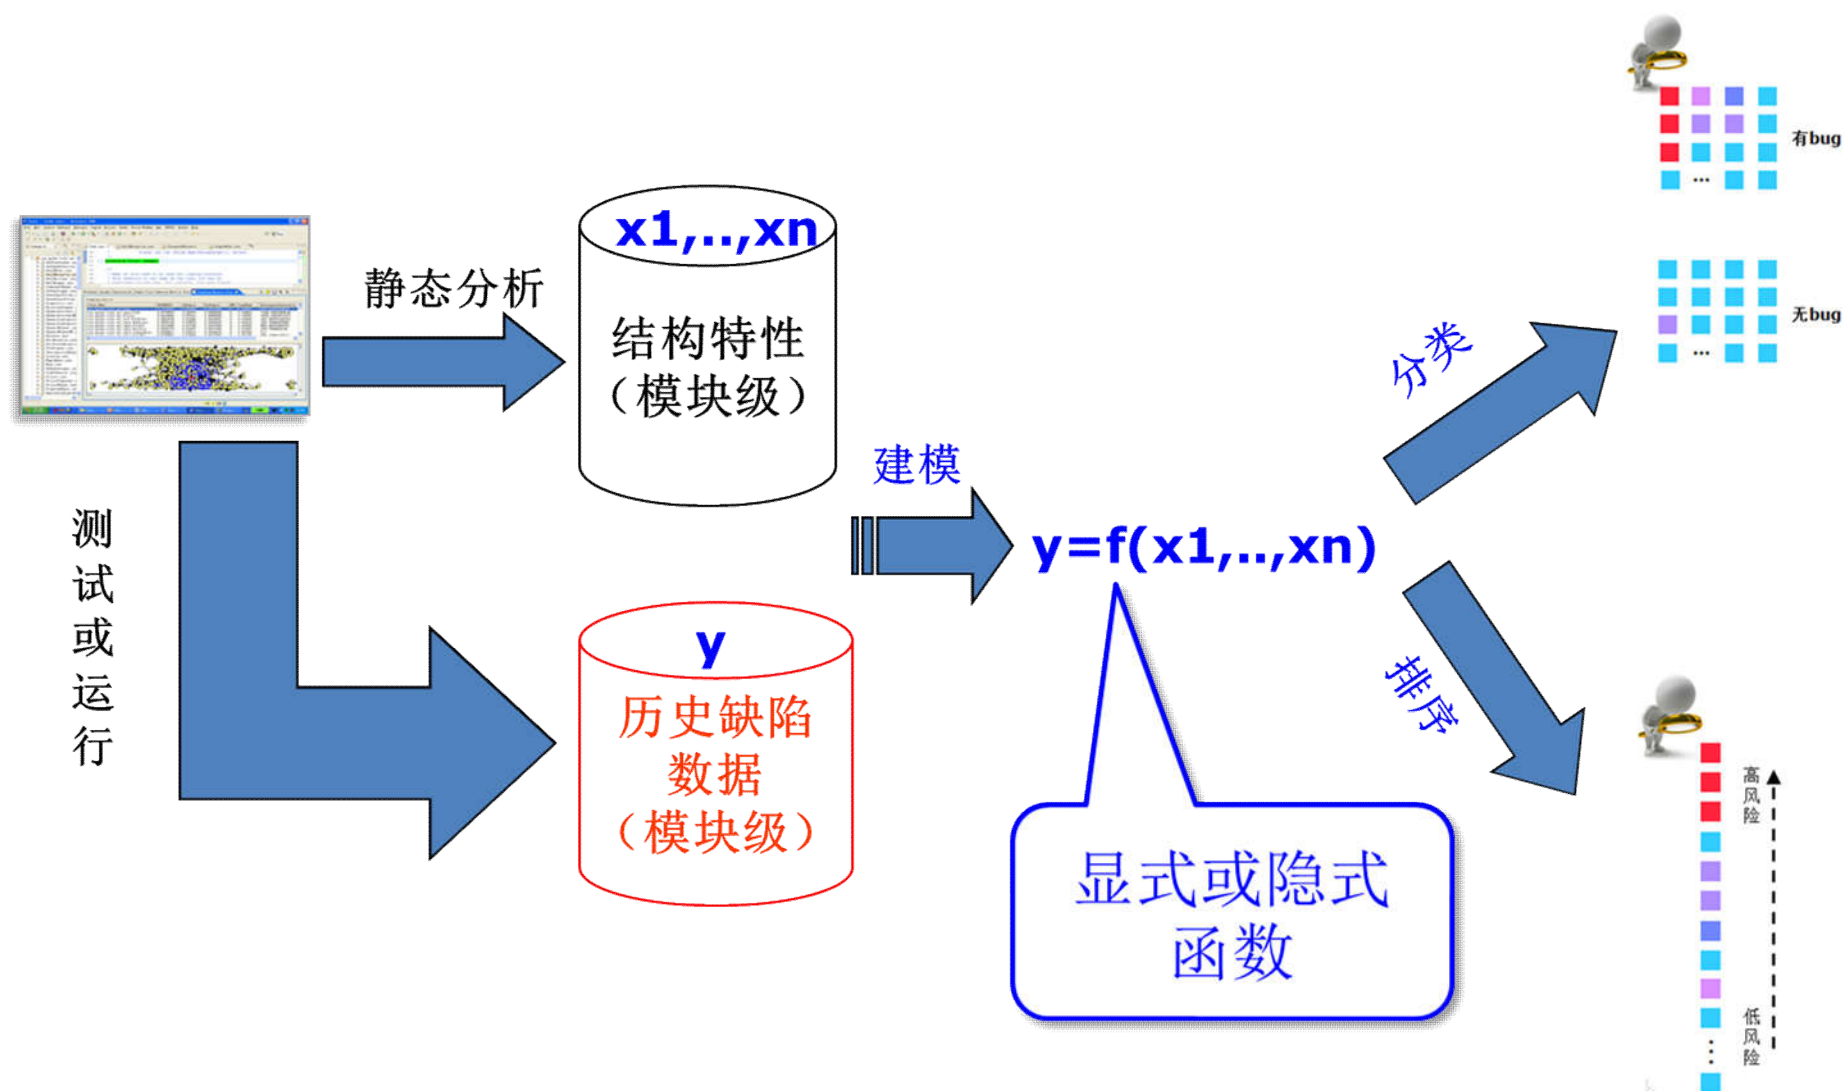 x1,..,xn
静态分析
结构特性
（模块级）
测试或运行
y
历史缺陷
数据
（模块级）
建模
y=f(x1,..,xn)
显式或隐式
函数
分类
排序
...
有bug
...
无bug
高风险
低风险